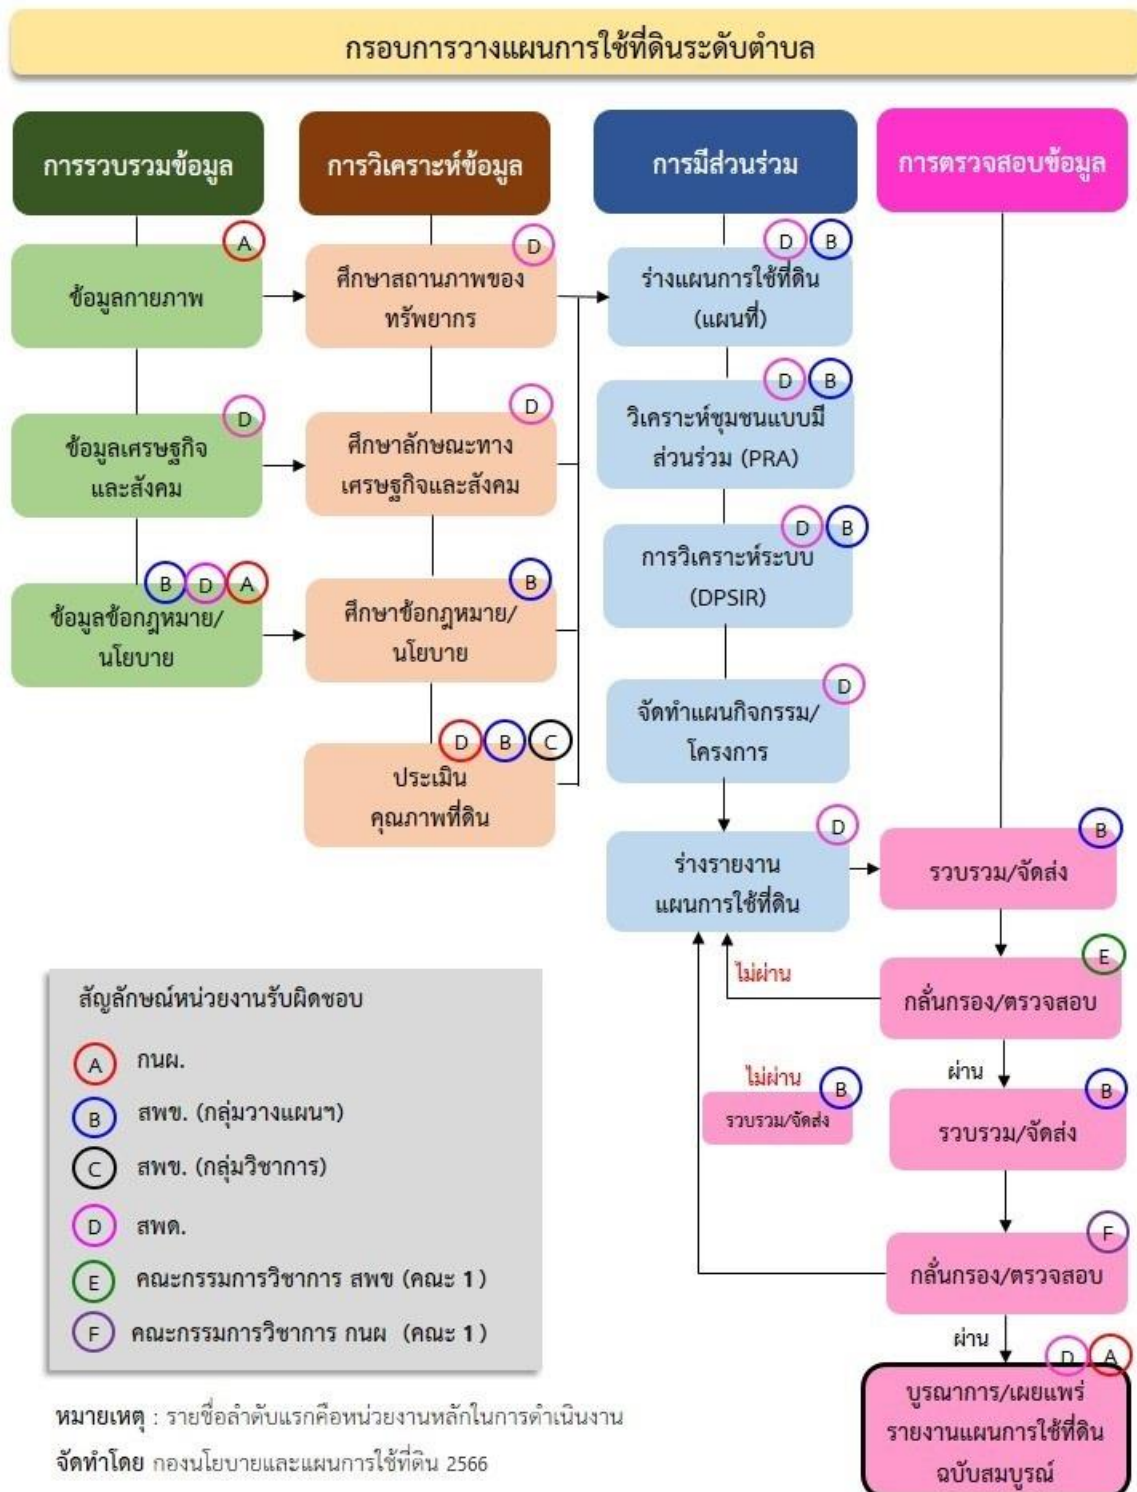 กรอบการวางแผนการใช้ที่ดินระดับตำบล
การรวบรวมข้อมูล
การวิเคราะห์ข้อมูล
การมีส่วนร่วม
การตรวจสอบข้อมูล
A
ข้อมูลกายภาพ
D
ข้อมูลเศรษฐกิจ
และสังคม
B D A
ข้อมูลข้อกฎหมาย/
นโยบาย
D
ศึกษาสถานภาพของ
ทรัพยากร
D
ศึกษาลักษณะทาง
เศรษฐกิจและสังคม
B
ศึกษาข้อกฎหมาย/
นโยบาย
D B C
ประเมิน
คุณภาพที่ดิน
D B
ร่างแผนการใช้ที่ดิน
(แผนที่)
D B
วิเคราะห์ชุมชนแบบมี
ส่วนร่วม (PRA)
D B
การวิเคราะห์ระบบ
(DPSIR)
D
จัดทำแผนกิจกรรม/
โครงการ
D
ร่างรายงาน
แผนการใช้ที่ดิน
B
รวบรวม/จัดส่ง
E
กลั่นกรอง/ตรวจสอบ
ไม่ผ่าน
ผ่าน
B
รวบรวม/จัดส่ง
ไม่ผ่าน
B
รวบรวม/จัดส่ง
F
กลั่นกรอง/ตรวจสอบ
ผ่าน
D A
บูรณาการ/เผยแพร่
รายงานแผนการใช้ที่ดิน
ฉบับสมบูรณ์
สัญลักษณ์หน่วยงานรับผิดชอบ
A กนผ.
B สพข. (กลุ่มวางแผนฯ)
C สพข. (กลุ่มวิชาการ)
D สพด.
E คณะกรรมการวิชาการ สพข (คณะ 1)
F คณะกรรมการวิชาการ กนผ (คณะ 1)
หมายเหตุ : รายชื่อลำดับแรกคือหน่วยงานหลักในการดำเนินงาน
จัดทำโดย กองนโยบายและแผนการใช้ที่ดิน 2566